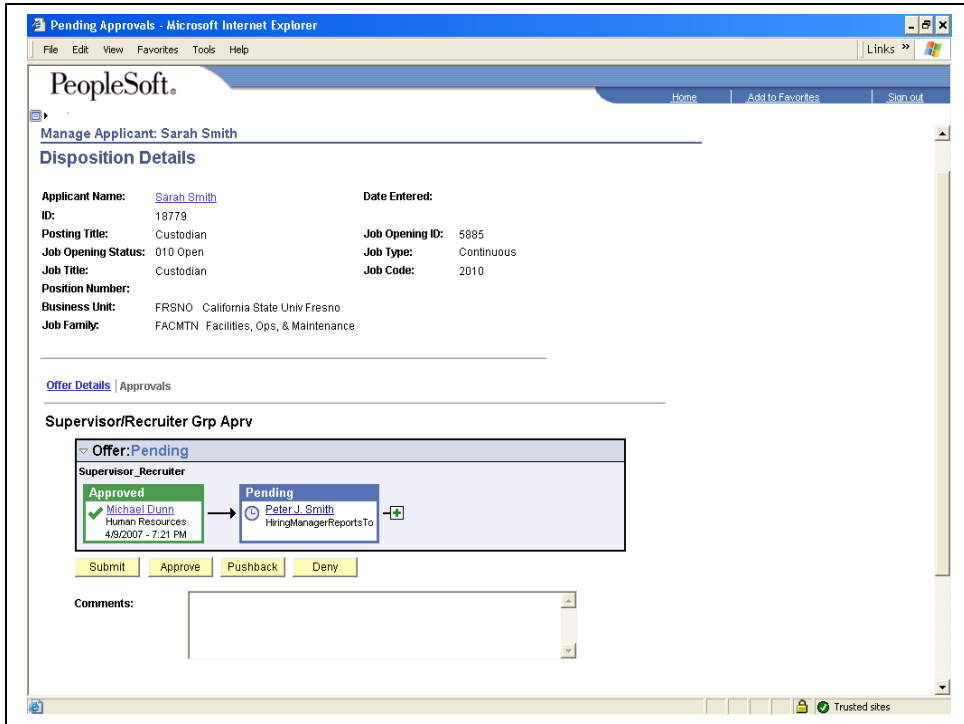 Pending Approvals - Microsoft Internet Explorer
File Edit View Favorites Tools Help
Links »
PeopleSoft.
Home Add to Favorites Sign out
Manage Applicant: Sarah Smith
Disposition Details
Applicant Name: Sarah Smith Date Entered:
ID: 18779
Posting Title: Custodian Job Opening ID: 5885
Job Opening Status: 010 Open Job Type: Continuous
Job Title: Custodian Job Code: 2010
Position Number:
Business Unit: FRSNO California State Univ Fresno
Job Family: FACMTN Facilities, Ops, & Maintenance
Offer Details | Approvals
Supervisor/Recruiter Grp Aprv
Offer:Pending
Supervisor_Recruiter
Approved Pending
Michael Dunn Peter J. Smith
Human Resources HiringManagerReportsTo
4/9/2007 - 7:21 PM
Submit Approve Pushback Deny
Comments:
Trusted sites